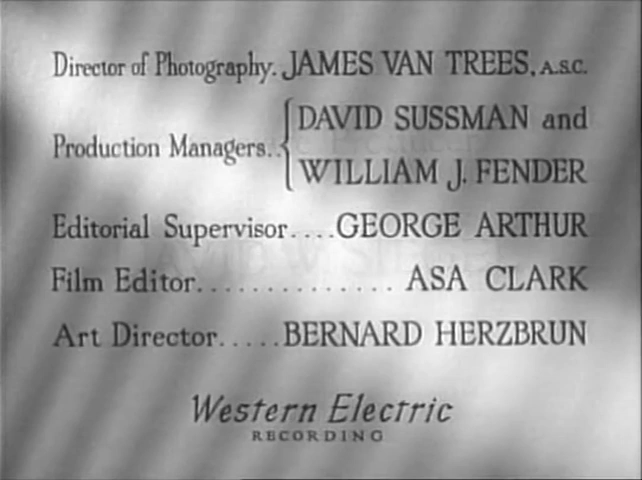 Director of Photography. JAMES VAN TREES, A.S.C.
Production Managers.. DAVID SUSSMAN and
WILLIAM J. FENDER
Editorial Supervisor.... GEORGE ARTHUR
Film Editor............... ASA CLARK
Art Director..... BERNARD HERZBRUN
Western Electric
RECORDING